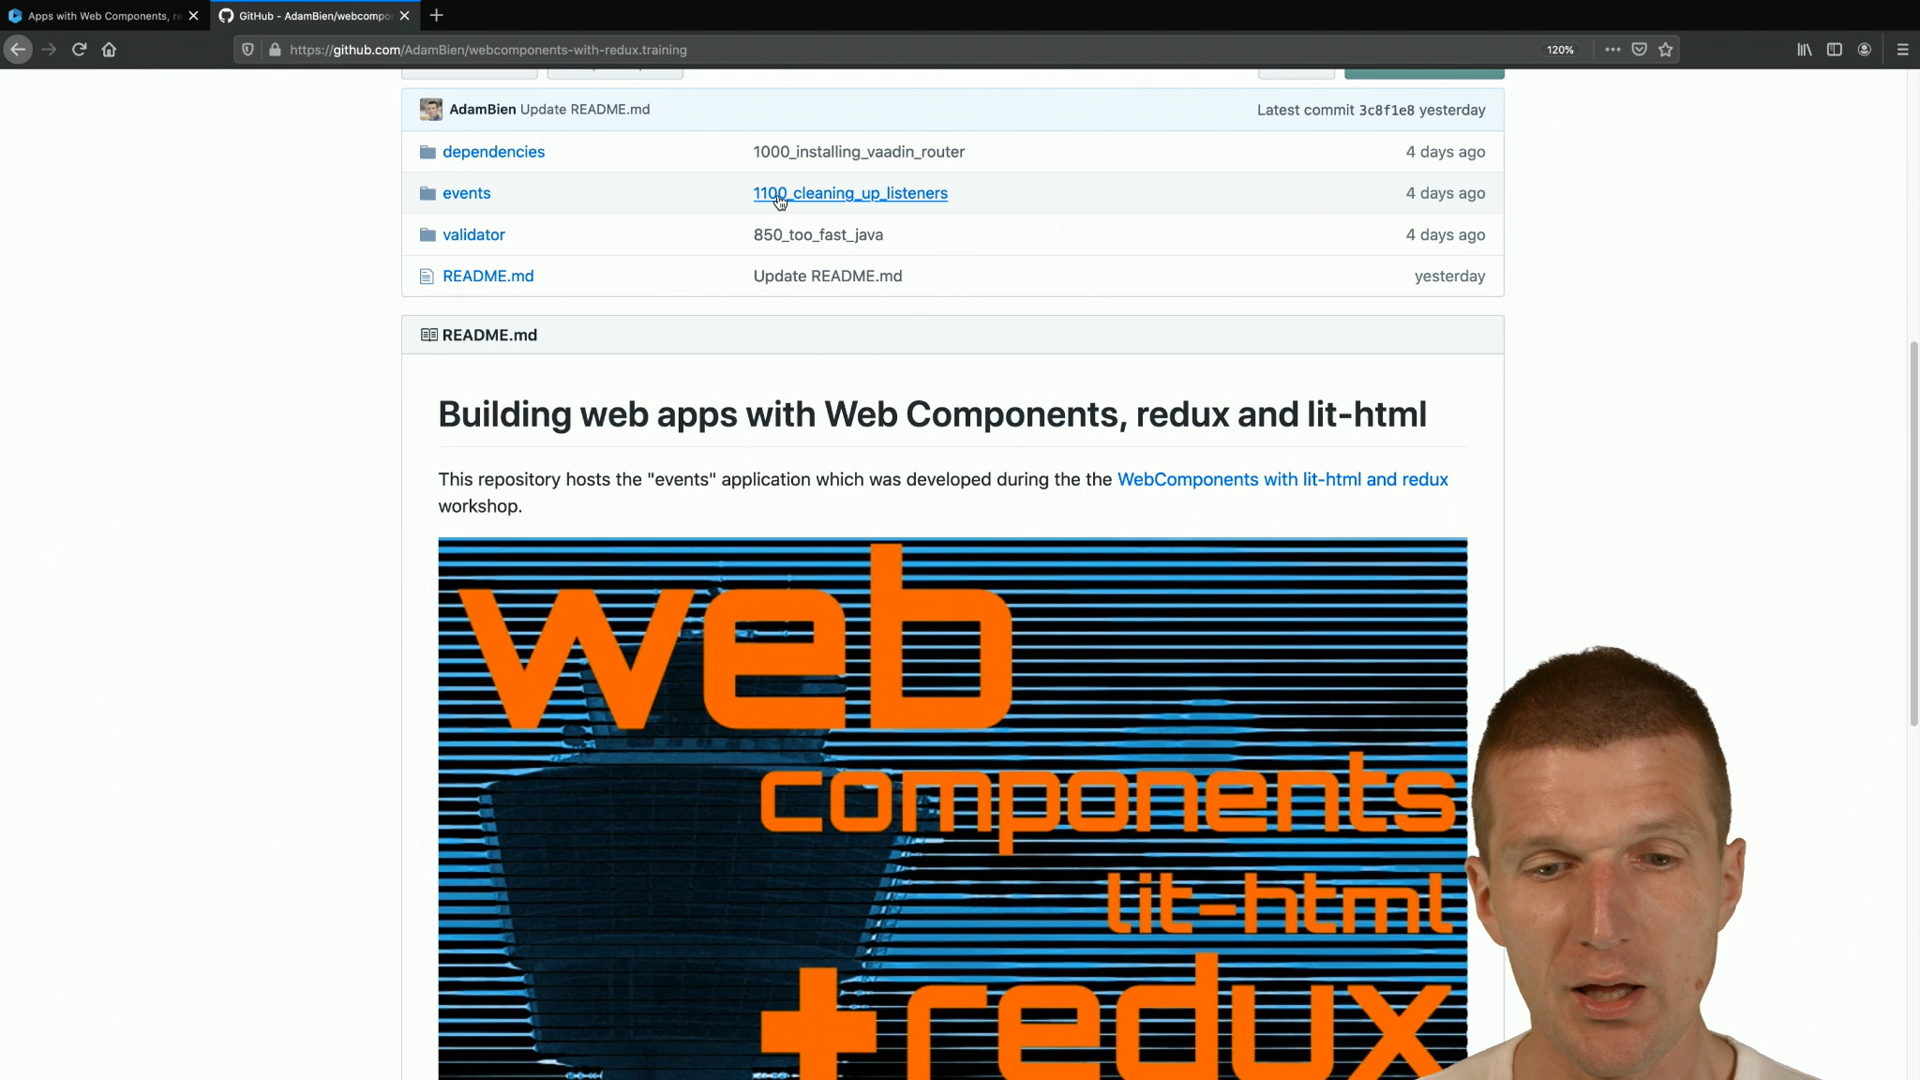 Apps with Web Components, r
GitHub - AdamBien/webcompo
https://github.com/AdamBien/webcomponents-with-redux.training
120%
AdamBien Update README.md
Latest commit 3c8f1e8 yesterday
dependencies 1000_installing_vaadin_router 4 days ago
events 1100_cleaning_up_listeners 4 days ago
validator 850_too_fast_java 4 days ago
README.md Update README.md yesterday
README.md
Building web apps with Web Components, redux and lit-html
This repository hosts the "events" application which was developed during the the WebComponents with lit-html and redux
workshop.
web
components
lit-html
+redux